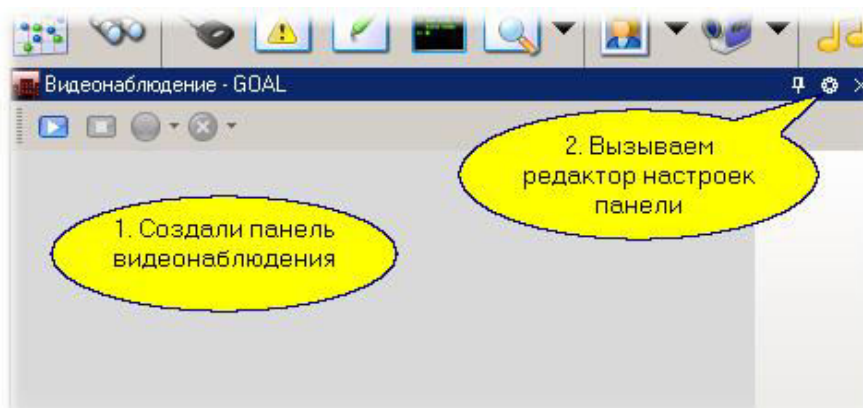 Видеонаблюдение - GOAL
2. Вызываем
редактор настроек
панели
1. Создали панель
видеонаблюдения